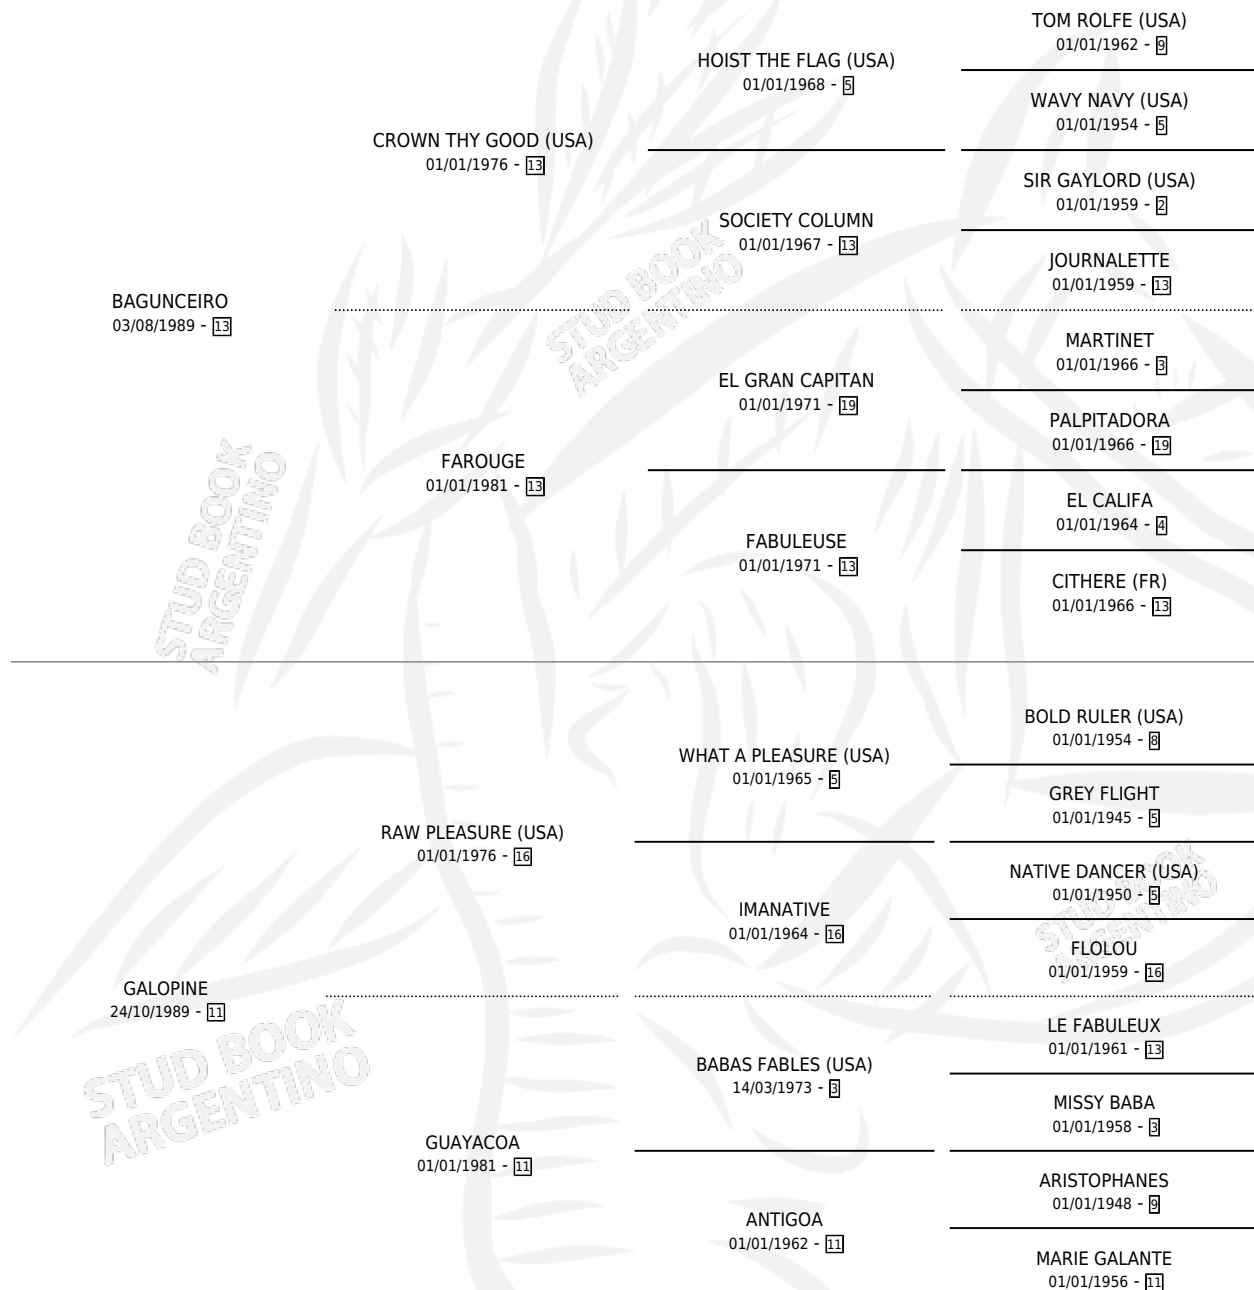 TOM ROLFE (USA)
01/01/1962 - 9
HOIST THE FLAG (USA)
01/01/1968 - 5
WAVY NAVY (USA)
01/01/1954 - 5
CROWN THY GOOD (USA)
01/01/1976 - 13
SIR GAYLORD (USA)
01/01/1959 - 2
SOCIETY COLUMN
01/01/1967 - 13
JOURNALETTE
01/01/1959 - 13
BAGUNCEIRO
03/08/1989 - 13
MARTINET
01/01/1966 - 3
EL GRAN CAPITAN
01/01/1971 - 19
PALPITADORA
01/01/1966 - 19
FAROUGE
01/01/1981 - 13
EL CALIFA
01/01/1964 - 4
FABULEUSE
01/01/1971 - 13
CITHERE (FR)
01/01/1966 - 13
BOLD RULER (USA)
01/01/1954 - 8
WHAT A PLEASURE (USA)
01/01/1965 - 5
GREY FLIGHT
01/01/1945 - 5
RAW PLEASURE (USA)
01/01/1976 - 16
NATIVE DANCER (USA)
01/01/1950 - 5
IMANATIVE
01/01/1964 - 16
FLOLOU
01/01/1959 - 16
GALOPINE
24/10/1989 - 11
LE FABULEUX
01/01/1961 - 13
BABAS FABLES (USA)
14/03/1973 - 3
MISSY BABA
01/01/1958 - 3
GUAYACOA
01/01/1981 - 11
ARISTOPHANES
01/01/1948 - 9
ANTIGOA
01/01/1962 - 11
MARIE GALANTE
01/01/1956 - 11
STUD BOOK
ARGENTINO
STUD BOOK
ARGENTINO
STUD BOOK
ARGENTINO
STUD BOOK
ARGENTINO